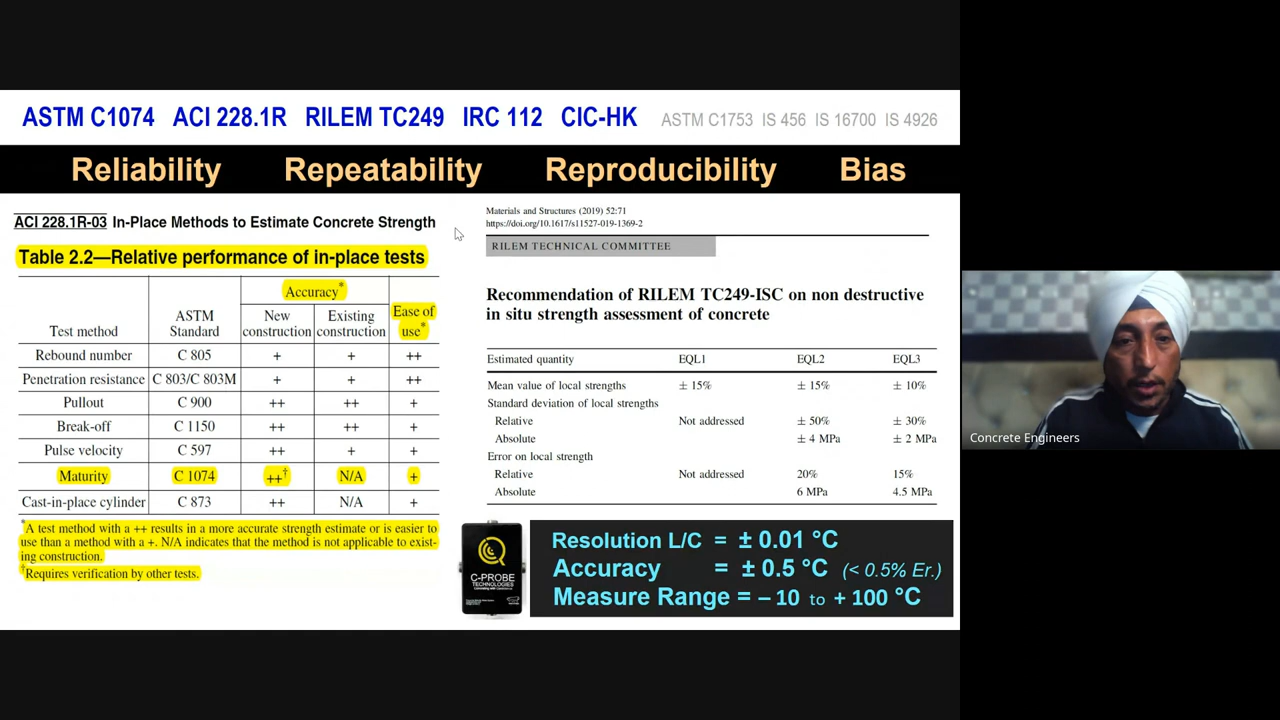 ASTM C1074 ACI 228.1R RILEM TC249 IRC 112 CIC-HK ASTM C1753 IS 456 IS 16700 IS 4926
Reliability Repeatability Reproducibility Bias
ACI 228.1R-03 In-Place Methods to Estimate Concrete Strength
Table 2.2—Relative performance of in-place tests
Accuracy*
Test method ASTM Standard New construction Existing construction Ease of use*
Rebound number C 805 + + ++
Penetration resistance C 803/C 803M + + ++
Pullout C 900 ++ ++ +
Break-off C 1150 ++ ++ +
Pulse velocity C 597 ++ + +
Maturity C 1074 ++† N/A +
Cast-in-place cylinder C 873 ++ N/A +
*A test method with a ++ results in a more accurate strength estimate or is easier to
use than a method with a +. N/A indicates that the method is not applicable to exist-
ing construction.
†Requires verification by other tests.
Materials and Structures (2019) 52:71
https://doi.org/10.1617/s11527-019-1369-2
RILEM TECHNICAL COMMITTEE
Recommendation of RILEM TC249-ISC on non destructive
in situ strength assessment of concrete
Estimated quantity EQL1 EQL2 EQL3
Mean value of local strengths ± 15% ± 15% ± 10%
Standard deviation of local strengths
Relative Not addressed ± 50% ± 30%
Absolute ± 4 MPa ± 2 MPa
Error on local strength
Relative Not addressed 20% 15%
Absolute 6 MPa 4.5 MPa
C-PROBE
TECHNOLOGIES
Resolution L/C = ± 0.01 °C
Accuracy = ± 0.5 °C (< 0.5% Er.)
Measure Range = – 10 to + 100 °C
Concrete Engineers